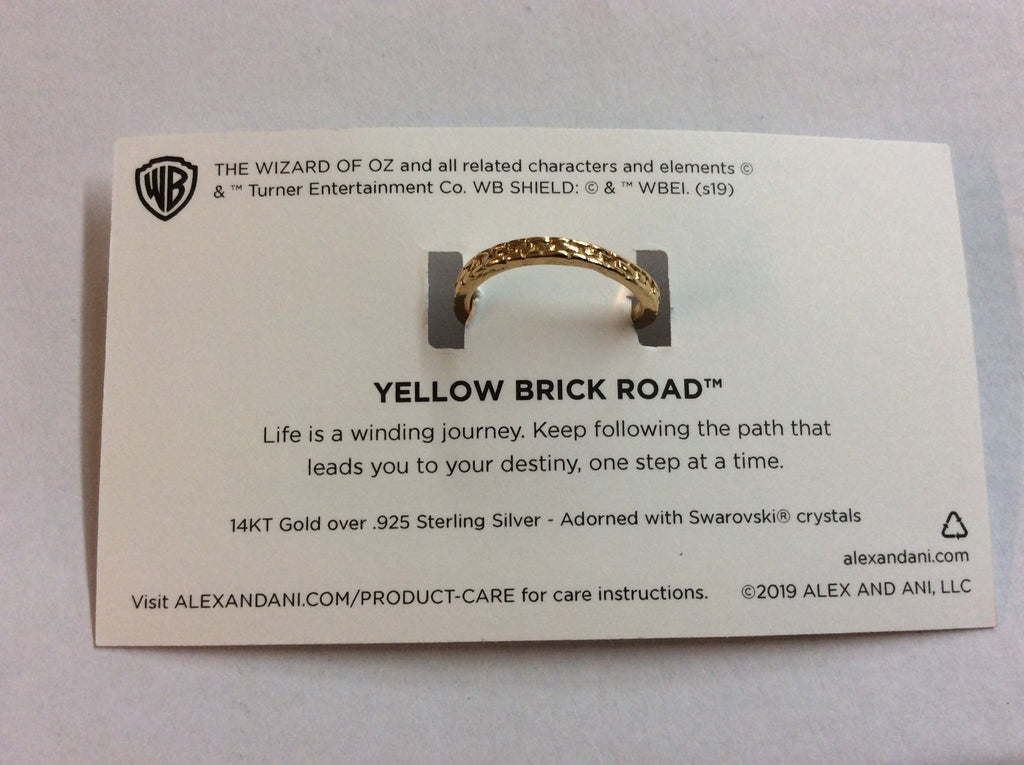 WB
THE WIZARD OF OZ and all related characters and elements ©
& ™ Turner Entertainment Co. WB SHIELD: © & ™ WBEI. (s19)
YELLOW BRICK ROAD™
Life is a winding journey. Keep following the path that
leads you to your destiny, one step at a time.
14KT Gold over .925 Sterling Silver - Adorned with Swarovski® crystals
alexandani.com
Visit ALEXANDANI.COM/PRODUCT-CARE for care instructions. ©2019 ALEX AND ANI, LLC